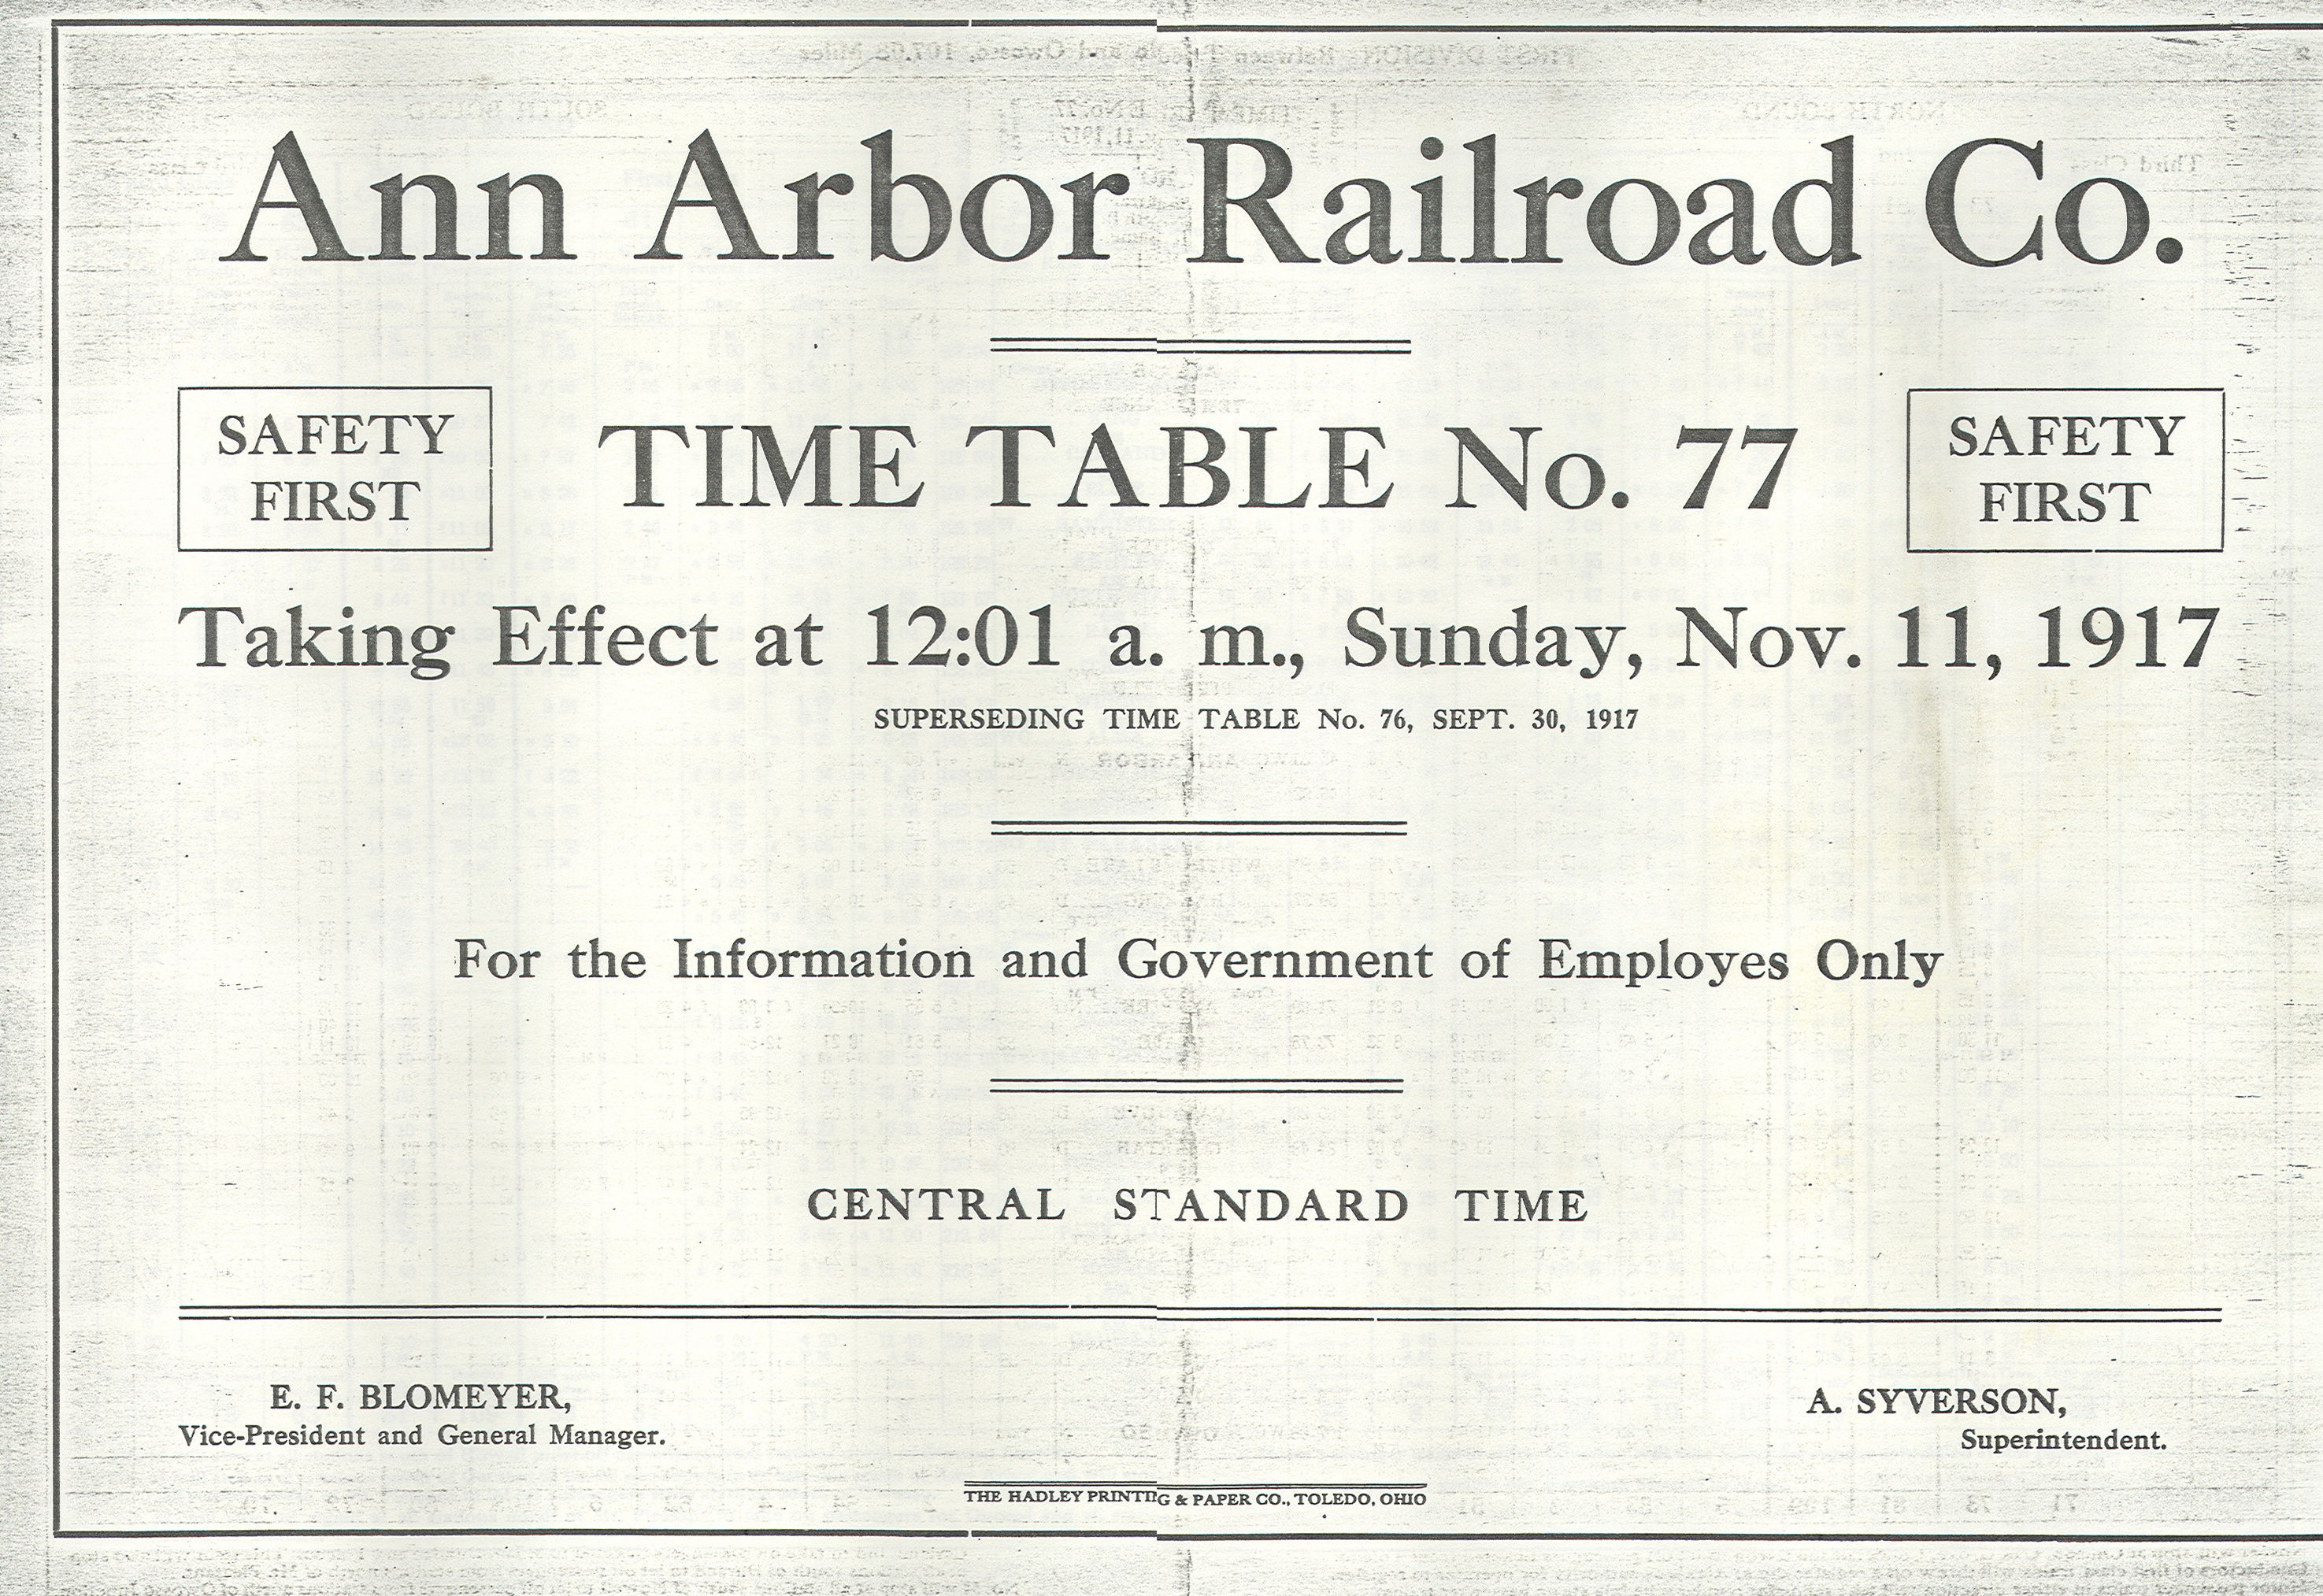 Ann Arbor Railroad Co.
SAFETY
FIRST
TIME TABLE No. 77
SAFETY
FIRST
Taking Effect at 12:01 a. m., Sunday, Nov. 11, 1917
SUPERSEDING TIME TABLE No. 76, SEPT. 30, 1917
For the Information and Government of Employes Only
CENTRAL STANDARD TIME
E. F. BLOMEYER,
Vice-President and General Manager.
A. SYVERSON,
Superintendent.
THE HADLEY PRINTING & PAPER CO., TOLEDO, OHIO